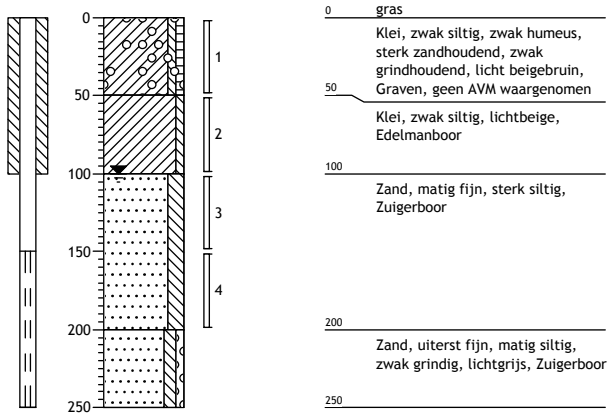 0
50
100
150
200
250
1
2
3
4
0 gras
Klei, zwak siltig, zwak humeus,
sterk zandhoudend, zwak
grindhoudend, licht beigebruin,
Graven, geen AVM waargenomen
50
Klei, zwak siltig, lichtbeige,
Edelmanboor
100
Zand, matig fijn, sterk siltig,
Zuigerboor
200
Zand, uiterst fijn, matig siltig,
zwak grindig, lichtgrijs, Zuigerboor
250